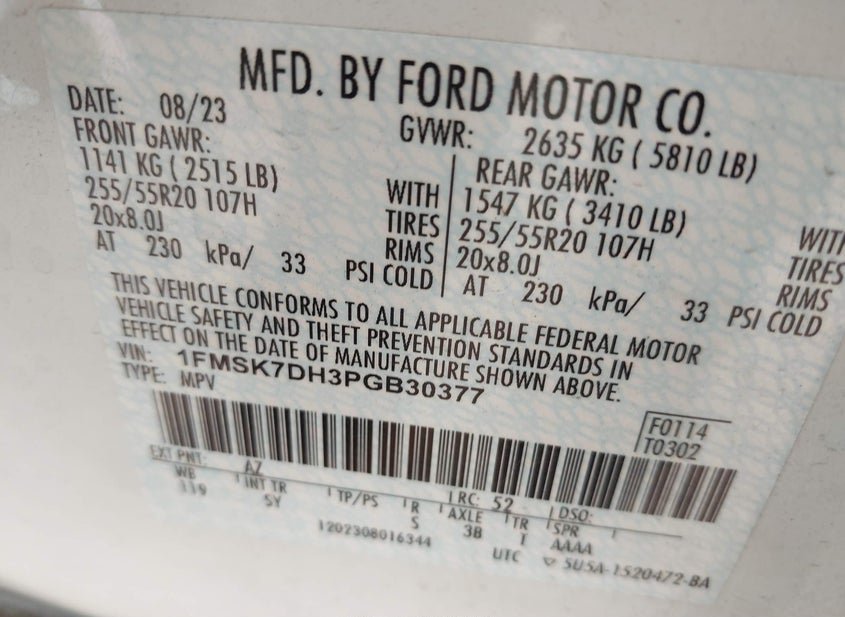 MFD. BY FORD MOTOR CO.
DATE: 08/23 GVWR: 2635 KG ( 5810 LB)
FRONT GAWR: REAR GAWR:
1141 KG ( 2515 LB) WITH 1547 KG ( 3410 LB) WITH
255/55R20 107H TIRES 255/55R20 107H TIRES
20x8.0J RIMS 20x8.0J RIMS
AT 230 kPa/ 33 PSI COLD AT 230 kPa/ 33 PSI COLD
THIS VEHICLE CONFORMS TO ALL APPLICABLE FEDERAL MOTOR
VEHICLE SAFETY AND THEFT PREVENTION STANDARDS IN
EFFECT ON THE DATE OF MANUFACTURE SHOWN ABOVE.
VIN: 1FMSK7DH3PGB30377
TYPE: MPV
F0114
T0302
EXT PNT: AZ RC: 52 DSO:
WB INT TR TP/PS R AXLE TR SPR
119 5Y S 3B T AAAA
1202308016344 UTC ▽ 5U5A-1520472-BA